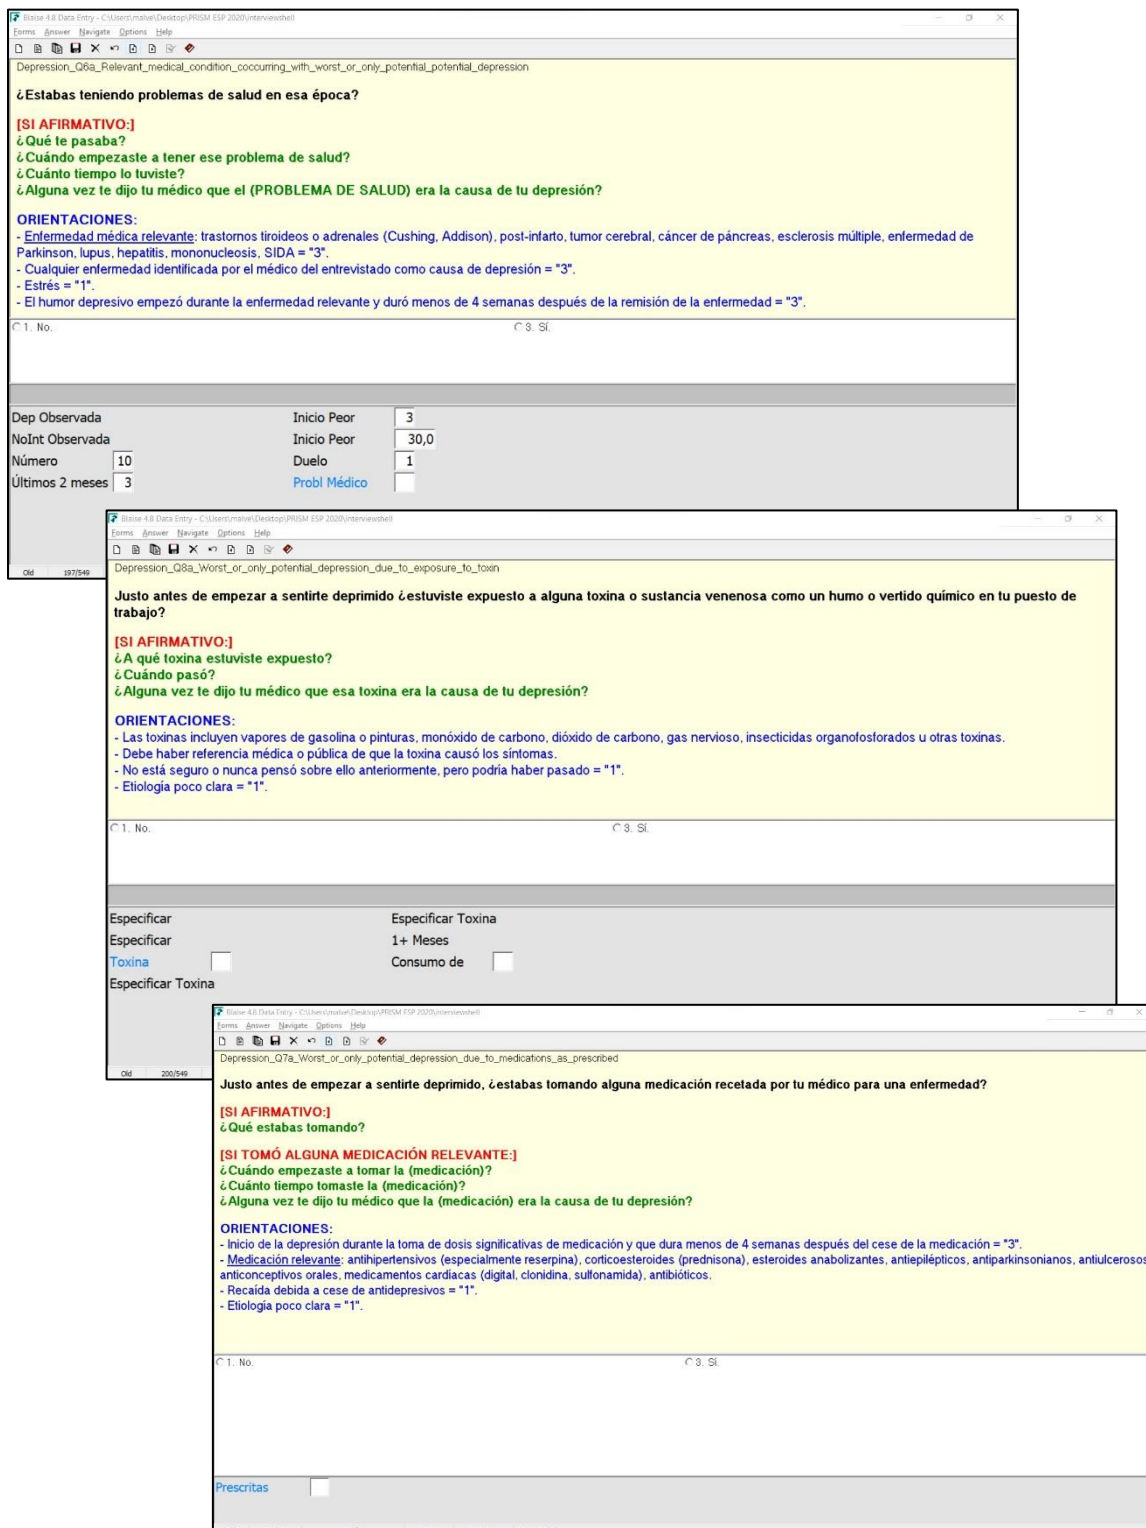 Blaise 4.8 Data Entry - C:\Users\malve\Desktop\PRISM ESP 2020\interviewshell
Forms Answer Navigate Options Help
Depression_Q6a_Relevant_medical_condition_coccurring_with_worst_or_only_potential_potential_depression
¿Estabas teniendo problemas de salud en esa época?
[SI AFIRMATIVO:]
¿Qué te pasaba?
¿Cuándo empezaste a tener ese problema de salud?
¿Cuánto tiempo lo tuviste?
¿Alguna vez te dijo tu médico que el (PROBLEMA DE SALUD) era la causa de tu depresión?
ORIENTACIONES:
- Enfermedad médica relevante: trastornos tiroideos o adrenales (Cushing, Addison), post-infarto, tumor cerebral, cáncer de páncreas, esclerosis múltiple, enfermedad de
Parkinson, lupus, hepatitis, mononucleosis, SIDA = "3".
- Cualquier enfermedad identificada por el médico del entrevistado como causa de depresión = "3".
- Estrés = "1".
- El humor depresivo empezó durante la enfermedad relevante y duró menos de 4 semanas después de la remisión de la enfermedad = "3".
1. No. 3. Sí.
Dep Observada Inicio Peor 3
NoInt Observada Inicio Peor 30,0
Número 10 Duelo 1
Últimos 2 meses 3 Probl Médico
Old 197/549
Blaise 4.8 Data Entry - C:\Users\malve\Desktop\PRISM ESP 2020\interviewshell
Forms Answer Navigate Options Help
Depression_Q8a_Worst_or_only_potential_depression_due_to_exposure_to_toxin
Justo antes de empezar a sentirte deprimido ¿estuviste expuesto a alguna toxina o sustancia venenosa como un humo o vertido químico en tu puesto de
trabajo?
[SI AFIRMATIVO:]
¿A qué toxina estuviste expuesto?
¿Cuándo pasó?
¿Alguna vez te dijo tu médico que esa toxina era la causa de tu depresión?
ORIENTACIONES:
- Las toxinas incluyen vapores de gasolina o pinturas, monóxido de carbono, dióxido de carbono, gas nervioso, insecticidas organofosforados u otras toxinas.
- Debe haber referencia médica o pública de que la toxina causó los síntomas.
- No está seguro o nunca pensó sobre ello anteriormente, pero podría haber pasado = "1".
- Etiología poco clara = "1".
1. No. 3. Sí.
Especificar Especificar Toxina
Especificar 1+ Meses
Toxina Consumo de
Especificar Toxina
Old 200/549
Blaise 4.8 Data Entry - C:\Users\malve\Desktop\PRISM ESP 2020\interviewshell
Forms Answer Navigate Options Help
Depression_Q7a_Worst_or_only_potential_depression_due_to_medications_as_prescribed
Justo antes de empezar a sentirte deprimido, ¿estabas tomando alguna medicación recetada por tu médico para una enfermedad?
[SI AFIRMATIVO:]
¿Qué estabas tomando?
[SI TOMÓ ALGUNA MEDICACIÓN RELEVANTE:]
¿Cuándo empezaste a tomar la (medicación)?
¿Cuánto tiempo tomaste la (medicación)?
¿Alguna vez te dijo tu médico que la (medicación) era la causa de tu depresión?
ORIENTACIONES:
- Inicio de la depresión durante la toma de dosis significativas de medicación y que dura menos de 4 semanas después del cese de la medicación = "3".
- Medicación relevante: antihipertensivos (especialmente reserpina), corticoesteroides (prednisona), esteroides anabolizantes, antiepilépticos, antiparkinsonianos, antiulcerosos
anticonceptivos orales, medicamentos cardíacas (digital, clonidina, sulfonamida), antibióticos.
- Recaída debida a cese de antidepresivos = "1".
- Etiología poco clara = "1".
1. No. 3. Sí.
Prescritas